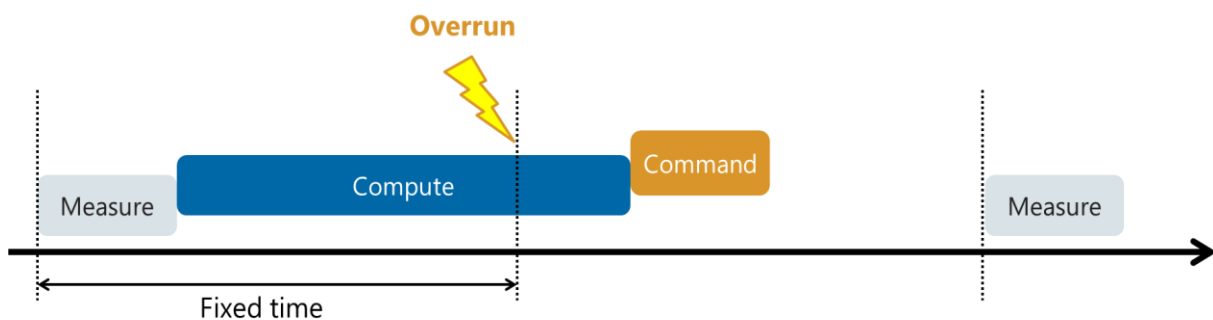 Overrun
Command
Compute
Measure
Measure
Fixed time